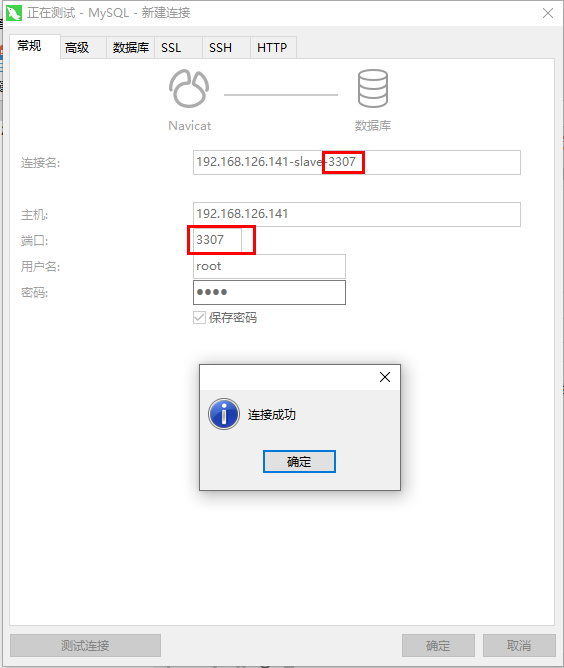 正在测试 - MySQL - 新建连接
常规 高级 数据库 SSL SSH HTTP
Navicat 数据库
连接名: 192.168.126.141-slave-3307
主机: 192.168.126.141
端口: 3307
用户名: root
密码: ●●●●
保存密码
连接成功
确定
测试连接 确定 取消